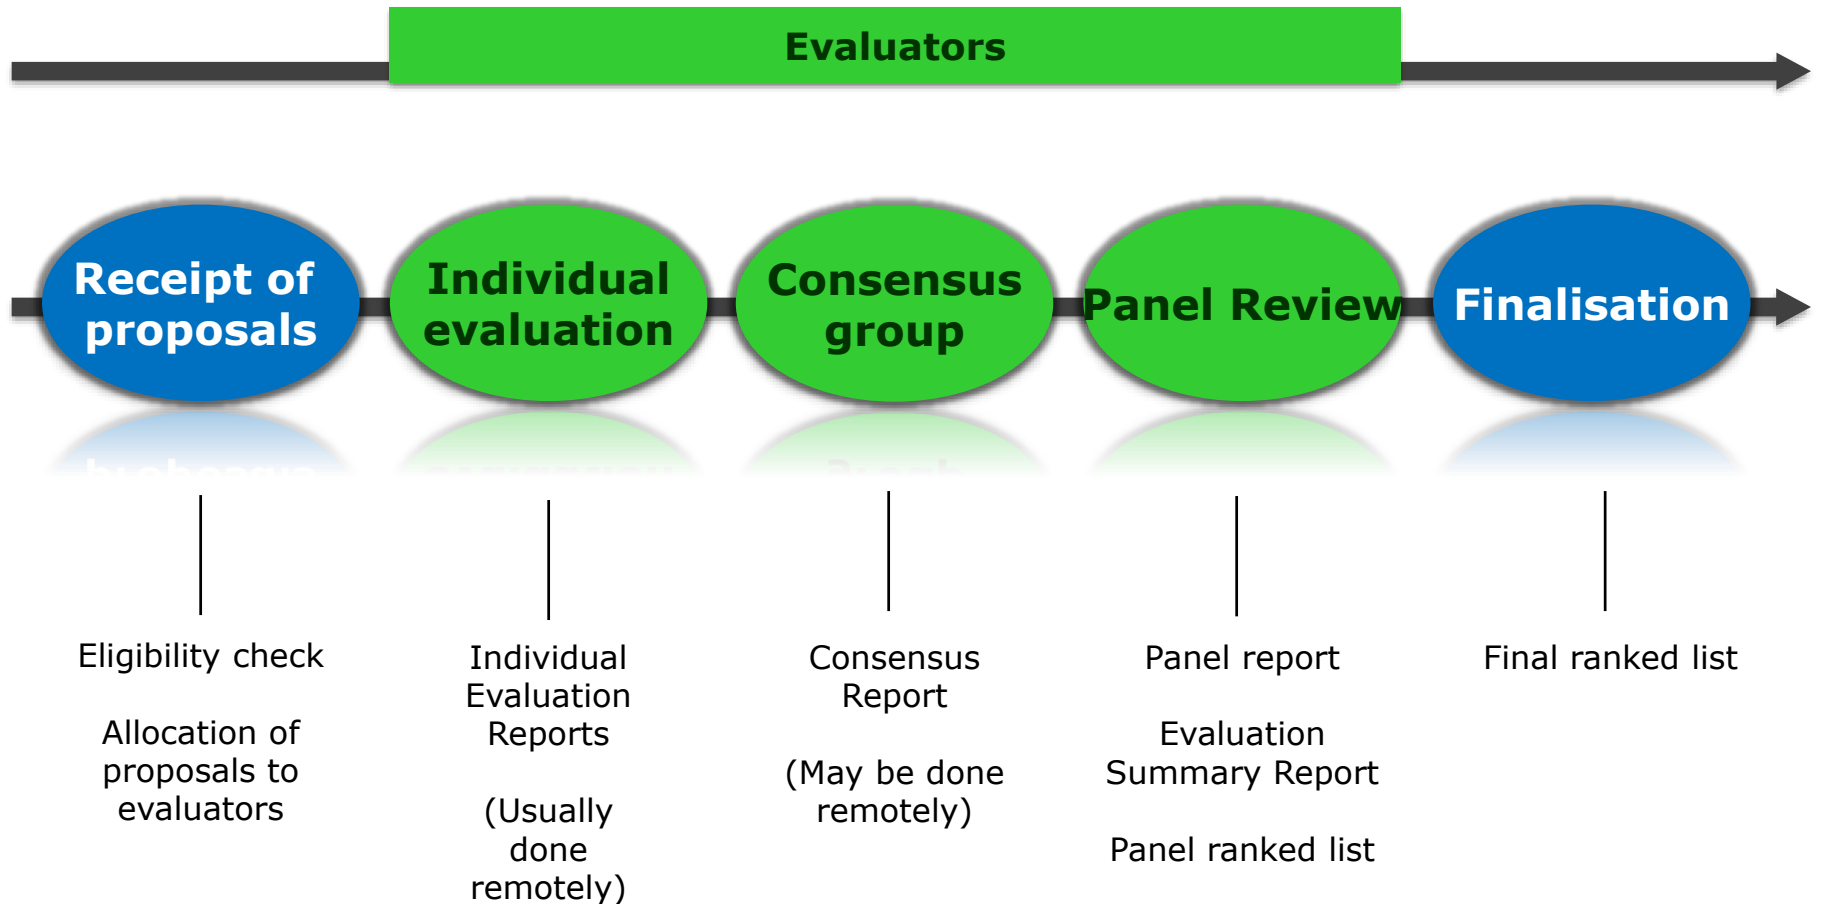 Evaluators
Receipt of
proposals
Individual
evaluation
Consensus
group
Panel Review
Finalisation
Eligibility check
Allocation of
proposals to
evaluators
Individual
Evaluation
Reports
(Usually
done
remotely)
Consensus
Report
(May be done
remotely)
Panel report
Evaluation
Summary Report
Panel ranked list
Final ranked list